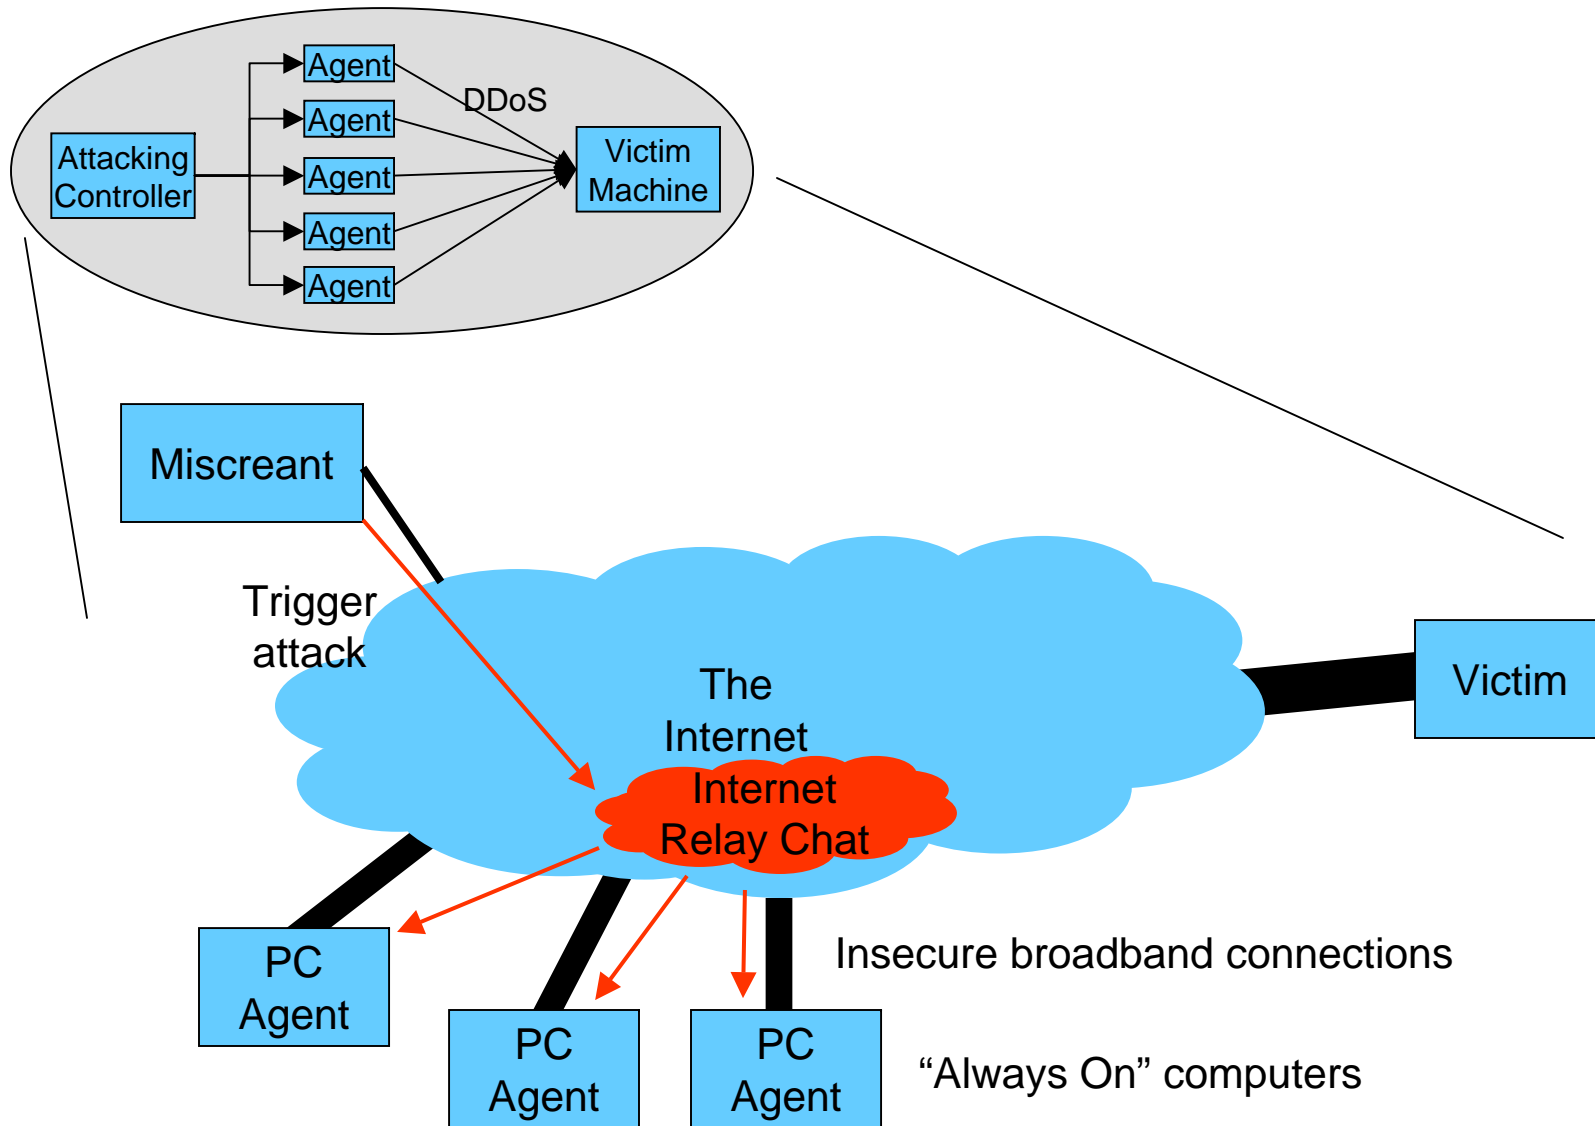 Agent
DDoS
Agent
Attacking
Controller
Agent
Victim
Machine
Agent
Agent
Miscreant
Trigger
attack
The
Internet
Internet
Relay Chat
Victim
PC
Agent
Insecure broadband connections
PC
Agent
PC
Agent
“Always On” computers